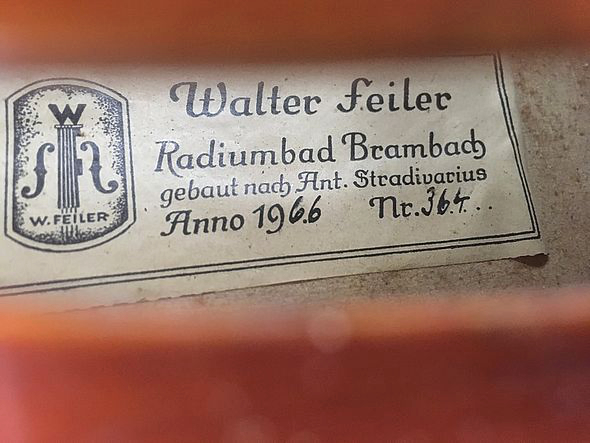 W
W. FEILER
Walter Feiler
Radiumbad Brambach
gebaut nach Ant. Stradivarius
Anno 1966 Nr. 364...